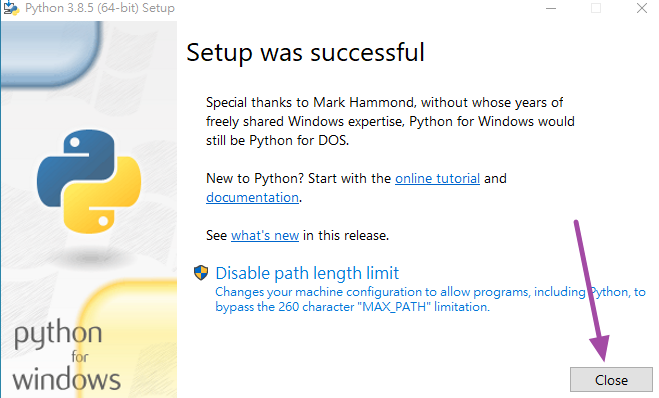 Python 3.8.5 (64-bit) Setup
Setup was successful
Special thanks to Mark Hammond, without whose years of
freely shared Windows expertise, Python for Windows would
still be Python for DOS.
New to Python? Start with the online tutorial and
documentation.
See what's new in this release.
Disable path length limit
Changes your machine configuration to allow programs, including Python, to
bypass the 260 character "MAX_PATH" limitation.
python
for
windows
Close